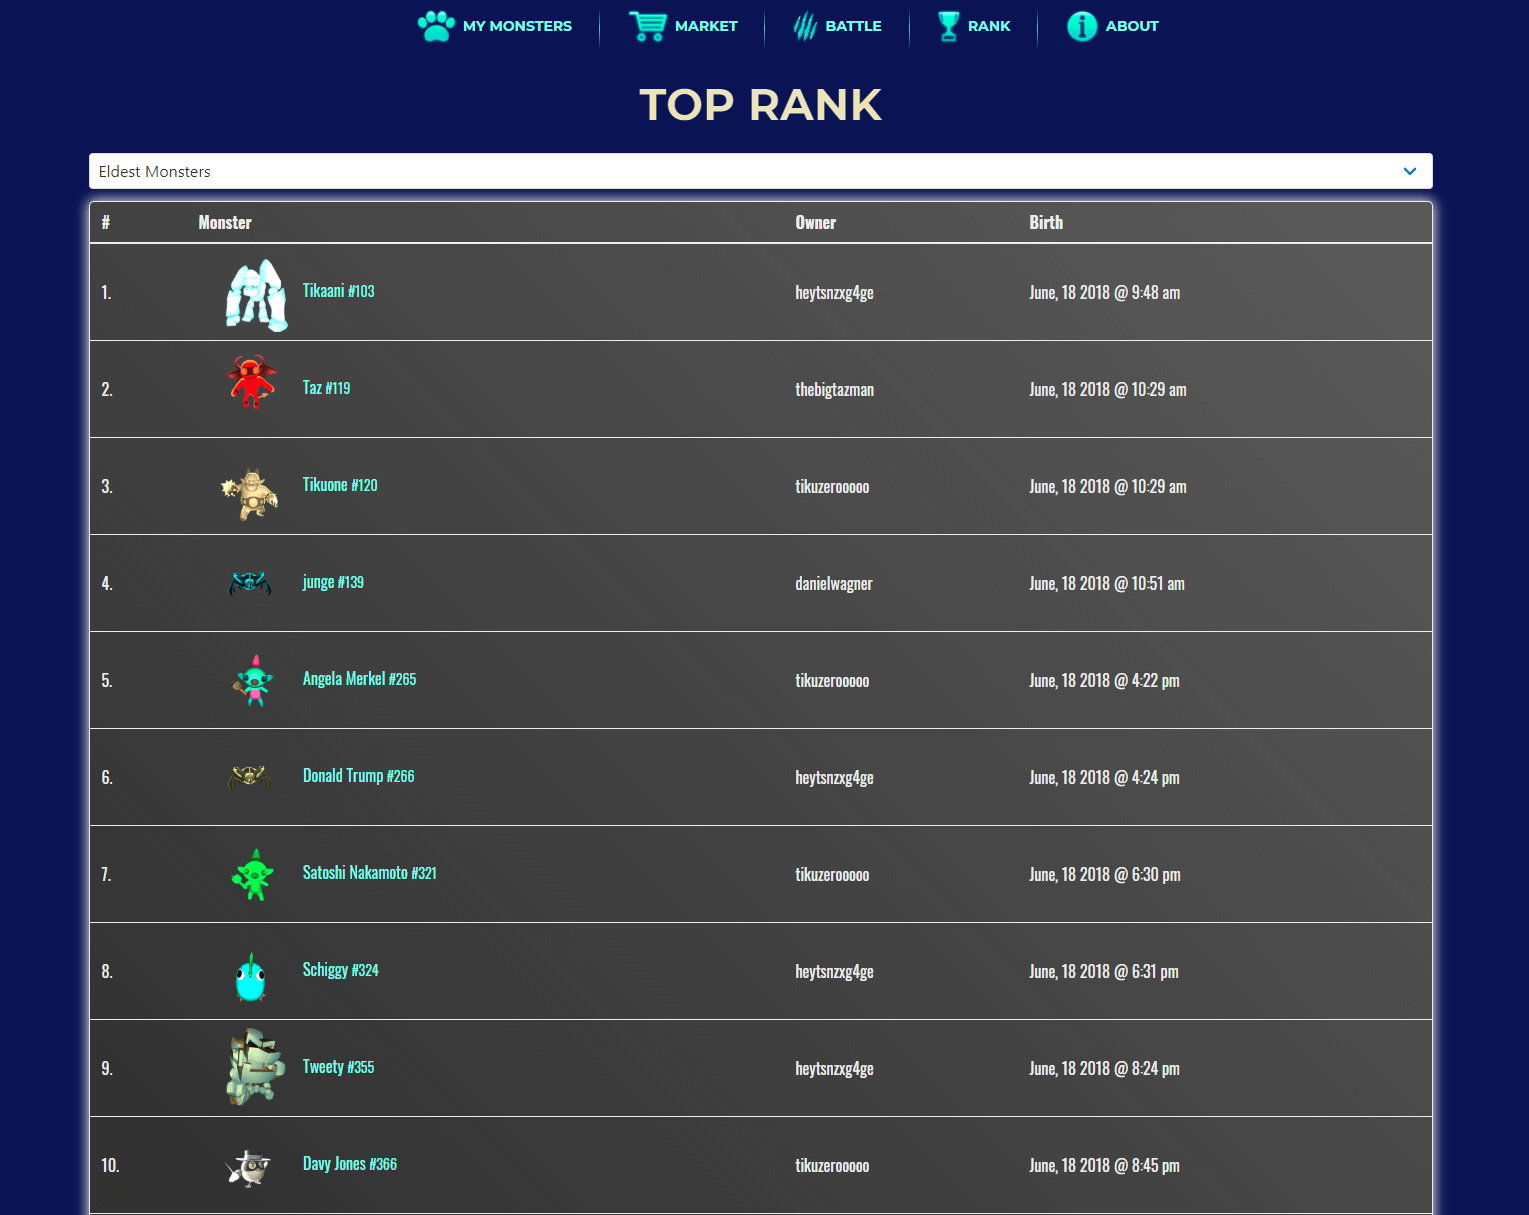 MY MONSTERS MARKET BATTLE RANK ABOUT
TOP RANK
Eldest Monsters
# Monster Owner Birth
1. Tikaani #103 heytsnzxg4ge June, 18 2018 @ 9:48 am
2. Taz #119 thebigtazman June, 18 2018 @ 10:29 am
3. Tikuone #120 tikuzerooooo June, 18 2018 @ 10:29 am
4. junge #139 danielwagner June, 18 2018 @ 10:51 am
5. Angela Merkel #265 tikuzerooooo June, 18 2018 @ 4:22 pm
6. Donald Trump #266 heytsnzxg4ge June, 18 2018 @ 4:24 pm
7. Satoshi Nakamoto #321 tikuzerooooo June, 18 2018 @ 6:30 pm
8. Schiggy #324 heytsnzxg4ge June, 18 2018 @ 6:31 pm
9. Tweety #355 heytsnzxg4ge June, 18 2018 @ 8:24 pm
10. Davy Jones #366 tikuzerooooo June, 18 2018 @ 8:45 pm